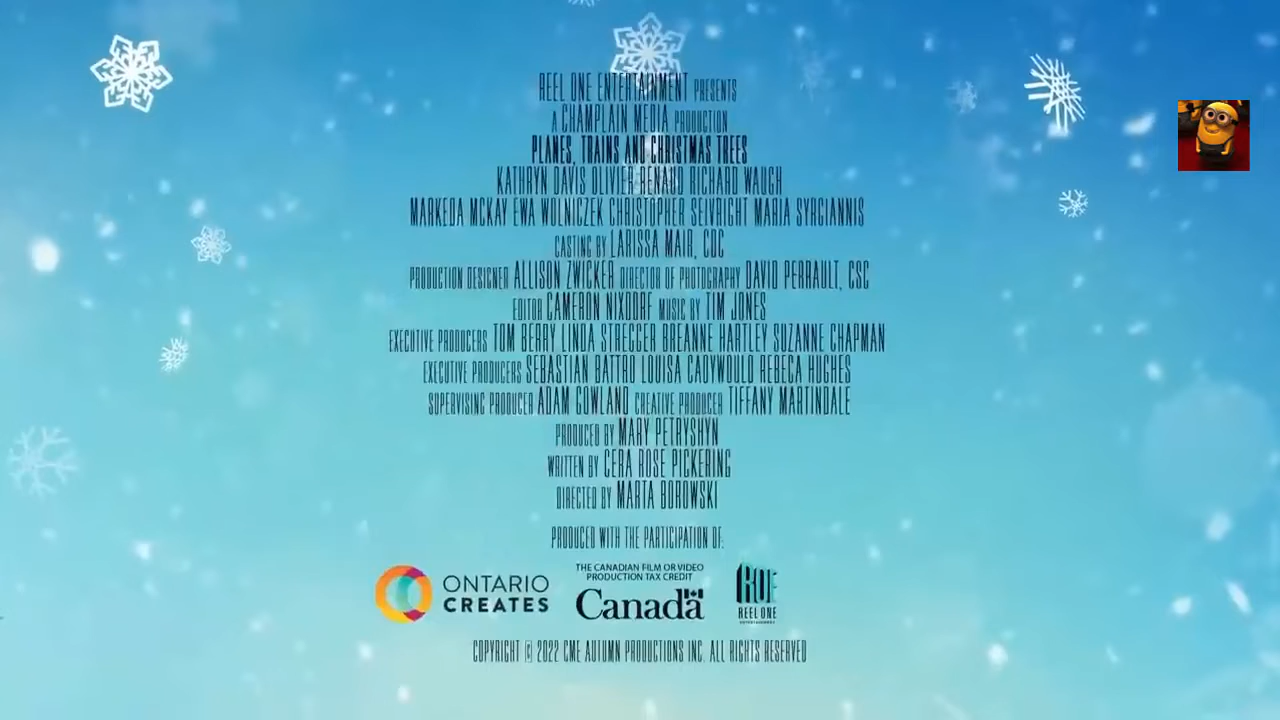 REEL ONE ENTERTAINMENT PRESENTS
A CHAMPLAIN MEDIA PRODUCTION
PLANES, TRAINS AND CHRISTMAS TREES
KATHRYN DAVIS OLIVIER RENAUD RICHARD WAUGH
MARKEDA MCKAY EWA WOLNICZEK CHRISTOPHER SEIVRIGHT MARIA SYRGIANNIS
CASTING BY LARISSA MAIR, CDC
PRODUCTION DESIGNER ALLISON ZWICKER DIRECTOR OF PHOTOGRAPHY DAVID PERRAULT, CSC
EDITOR CAMERON NIXDORF MUSIC BY TIM JONES
EXECUTIVE PRODUCERS TOM BERRY LINDA STREGGER BREANNE HARTLEY SUZANNE CHAPMAN
EXECUTIVE PRODUCERS SEBASTIAN BATTRO LOUISA CADYWOULD REBECA HUGHES
SUPERVISING PRODUCER ADAM GOWLAND CREATIVE PRODUCER TIFFANY MARTINDALE
PRODUCED BY MARY PETRYSHYN
WRITTEN BY CERA ROSE PICKERING
DIRECTED BY MARTA BOROWSKI
PRODUCED WITH THE PARTICIPATION OF:
ONTARIO
CREATES
THE CANADIAN FILM OR VIDEO
PRODUCTION TAX CREDIT
Canada
ROE
REEL ONE
ENTERTAINMENT
COPYRIGHT © 2022 CME AUTUMN PRODUCTIONS INC. ALL RIGHTS RESERVED